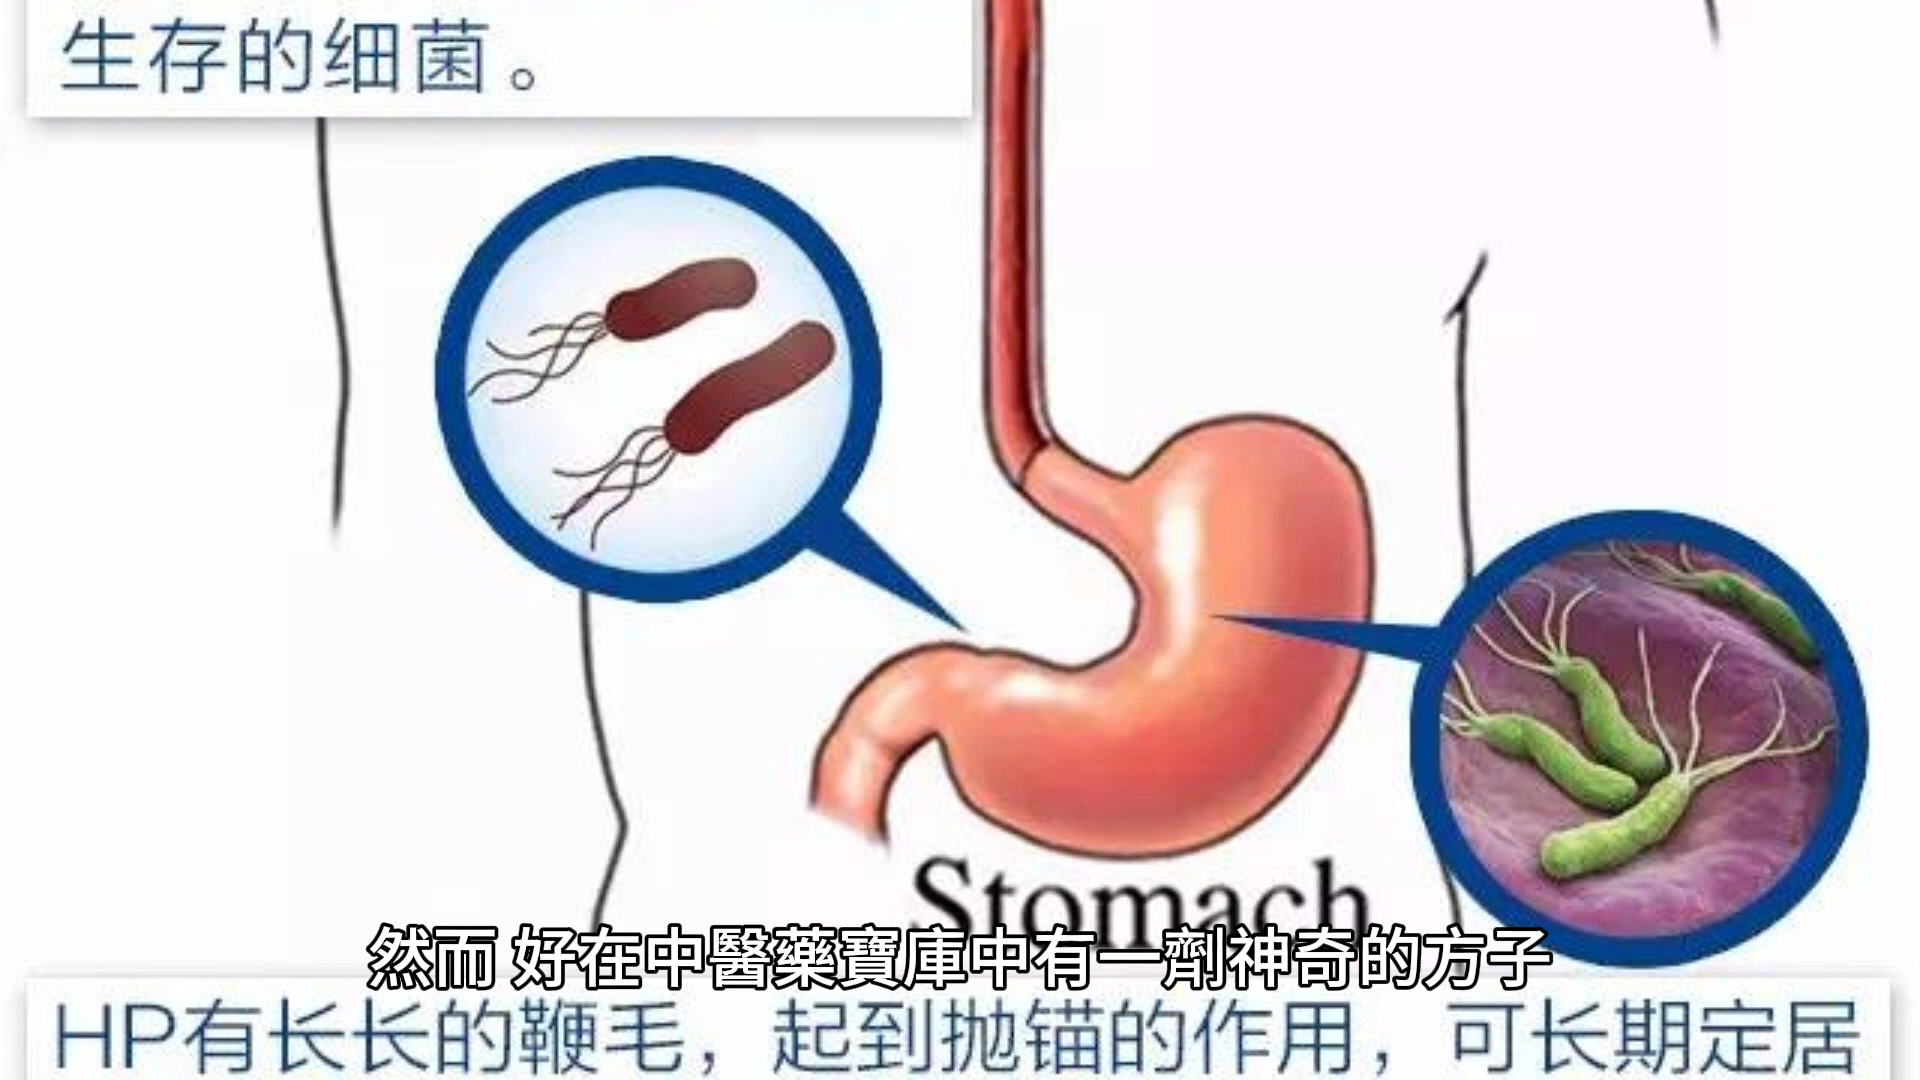 生存的细菌。
Stomach
然而 好在中醫藥寶庫中有一劑神奇的方子
HP有长长的鞭毛，起到抛锚的作用，可长期定居